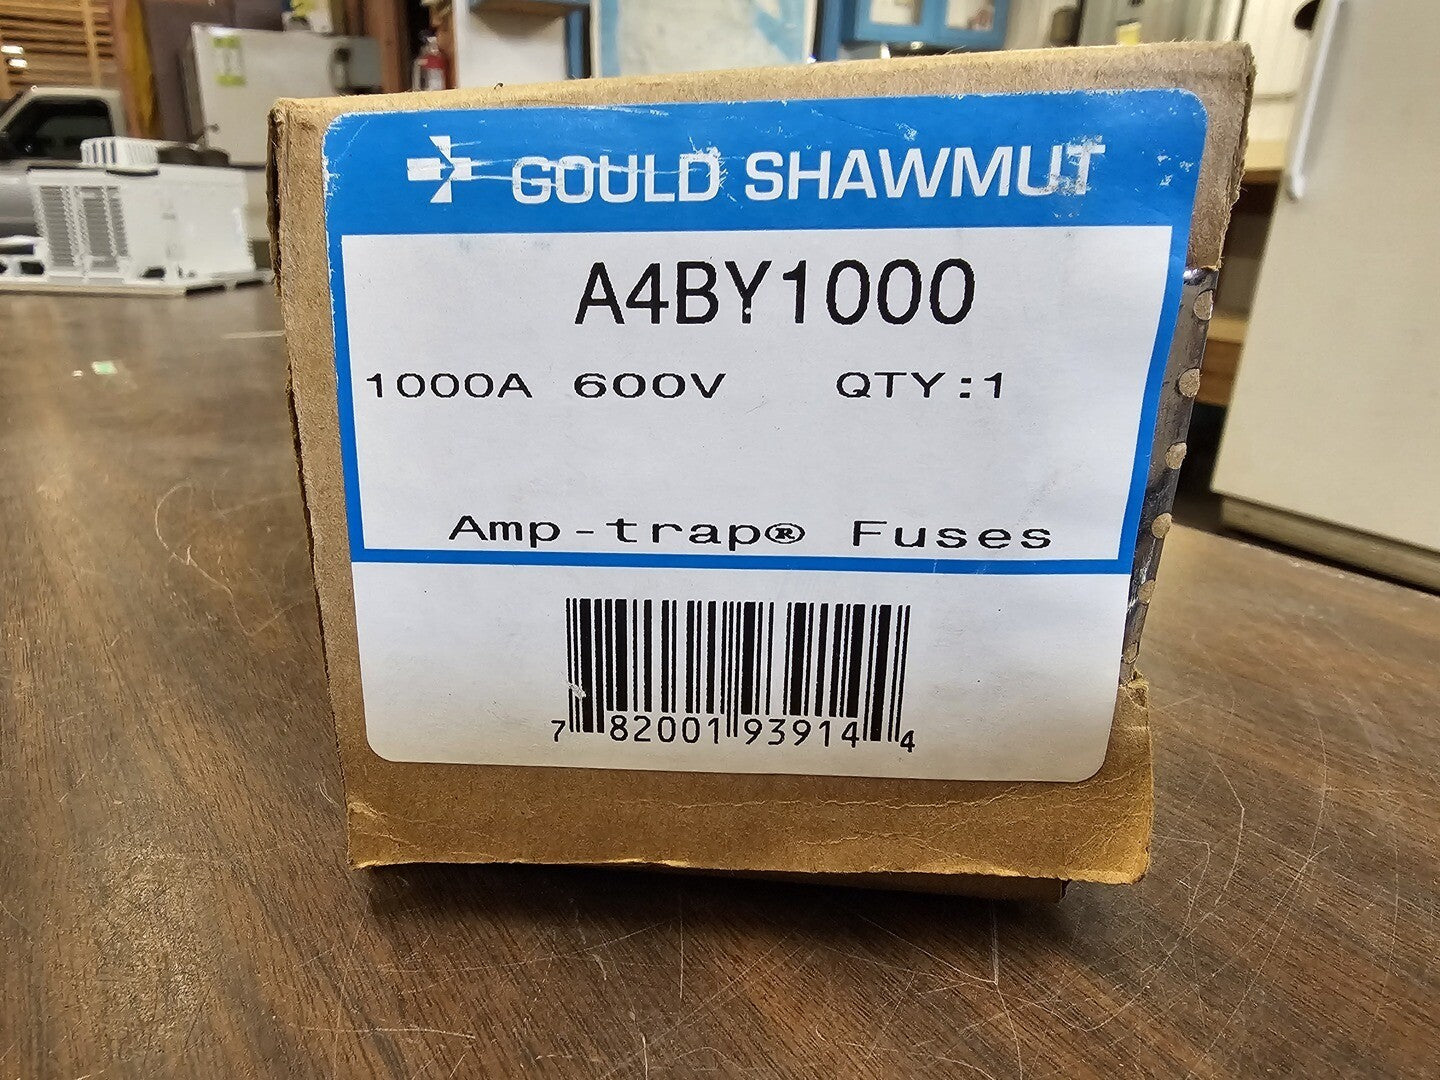 GOULD SHAWMUT
A4BY1000
1000A 600V QTY:1
Amp-trap® Fuses
7 82001 93914 4